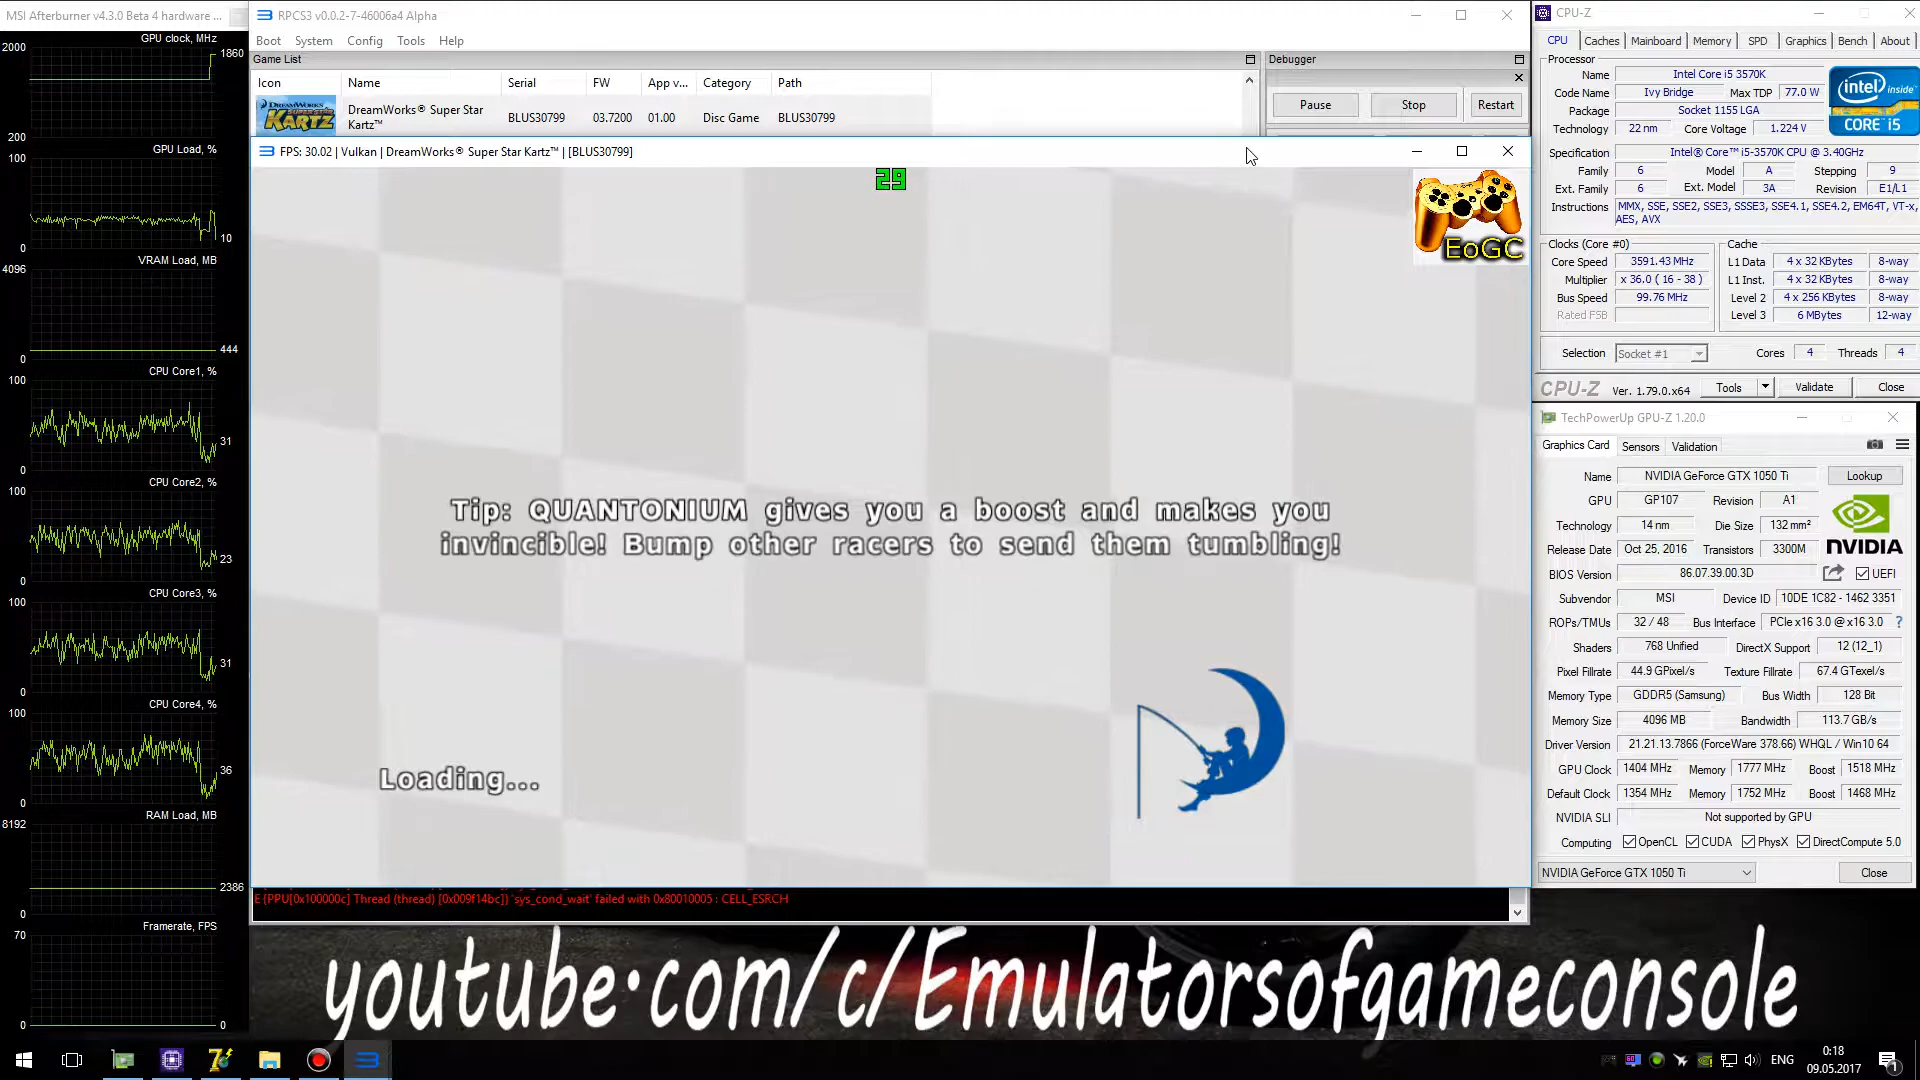 MSI Afterburner v4.3.0 Beta 4 hardware ...
GPU clock, MHz
2000
1860
200
GPU Load, %
100
10
0
VRAM Load, MB
4096
444
0
CPU Core1, %
100
31
0
CPU Core2, %
100
23
0
CPU Core3, %
100
31
0
CPU Core4, %
100
36
0
RAM Load, MB
8192
2386
0
Framerate, FPS
70
0
0
RPCS3 v0.0.2-7-46006a4 Alpha
Boot System Config Tools Help
Game List
Icon Name Serial FW App v... Category Path
DREAMWORKS
SUPERSTAR
KARTZ
DreamWorks® Super Star
Kartz™
BLUS30799 03.7200 01.00 Disc Game BLUS30799
Debugger
Pause Stop Restart
FPS: 30.02 | Vulkan | DreamWorks® Super Star Kartz™ | [BLUS30799]
29
EoGC
Tip: QUANTONIUM gives you a boost and makes you
invincible! Bump other racers to send them tumbling!
Loading...
E {PPU[0x100000c] Thread (thread) [0x009f14bc]} 'sys_cond_wait' failed with 0x80010005 : CELL_ESRCH
youtube.com/c/Emulatorsofgameconsole
CPU-Z
CPU Caches Mainboard Memory SPD Graphics Bench About
Processor
Name Intel Core i5 3570K
Code Name Ivy Bridge Max TDP 77.0 W
Package Socket 1155 LGA
Technology 22 nm Core Voltage 1.224 V
intel inside™
CORE i5
Specification Intel® Core™ i5-3570K CPU @ 3.40GHz
Family 6 Model A Stepping 9
Ext. Family 6 Ext. Model 3A Revision E1/L1
Instructions MMX, SSE, SSE2, SSE3, SSSE3, SSE4.1, SSE4.2, EM64T, VT-x,
AES, AVX
Clocks (Core #0)
Core Speed 3591.43 MHz
Multiplier x 36.0 ( 16 - 38 )
Bus Speed 99.76 MHz
Rated FSB
Cache
L1 Data 4 x 32 KBytes 8-way
L1 Inst. 4 x 32 KBytes 8-way
Level 2 4 x 256 KBytes 8-way
Level 3 6 MBytes 12-way
Selection Socket #1 Cores 4 Threads 4
CPU-Z Ver. 1.79.0.x64 Tools Validate Close
TechPowerUp GPU-Z 1.20.0
Graphics Card Sensors Validation
Name NVIDIA GeForce GTX 1050 Ti Lookup
GPU GP107 Revision A1
Technology 14 nm Die Size 132 mm²
Release Date Oct 25, 2016 Transistors 3300M
NVIDIA
BIOS Version 86.07.39.00.3D UEFI
Subvendor MSI Device ID 10DE 1C82 - 1462 3351
ROPs/TMUs 32 / 48 Bus Interface PCIe x16 3.0 @ x16 3.0 ?
Shaders 768 Unified DirectX Support 12 (12_1)
Pixel Fillrate 44.9 GPixel/s Texture Fillrate 67.4 GTexel/s
Memory Type GDDR5 (Samsung) Bus Width 128 Bit
Memory Size 4096 MB Bandwidth 113.7 GB/s
Driver Version 21.21.13.7866 (ForceWare 378.66) WHQL / Win10 64
GPU Clock 1404 MHz Memory 1777 MHz Boost 1518 MHz
Default Clock 1354 MHz Memory 1752 MHz Boost 1468 MHz
NVIDIA SLI Not supported by GPU
Computing OpenCL CUDA PhysX DirectCompute 5.0
NVIDIA GeForce GTX 1050 Ti Close
ENG
0:18
09.05.2017
1